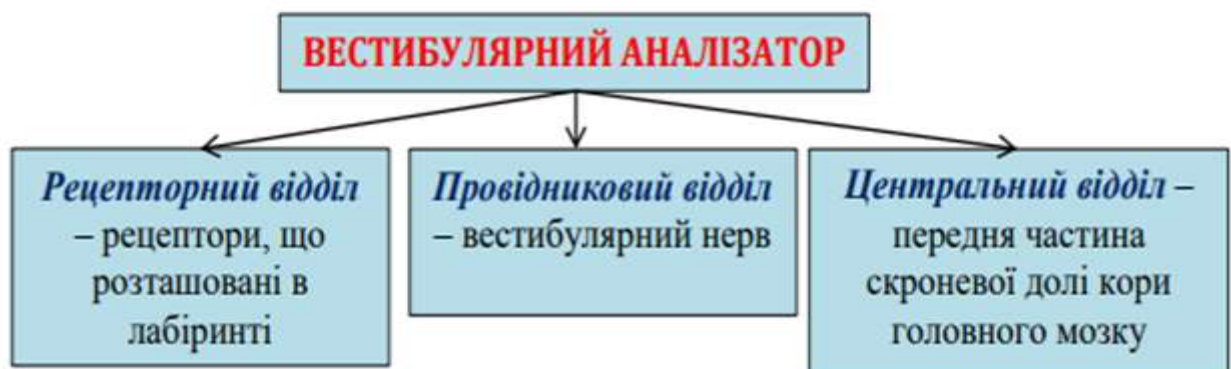 ВЕСТИБУЛЯРНИЙ АНАЛІЗАТОР
Рецепторний відділ
– рецептори, що
розташовані в
лабіринті
Провідниковий відділ
– вестибулярний нерв
Центральний відділ –
передня частина
скроневої долі кори
головного мозку